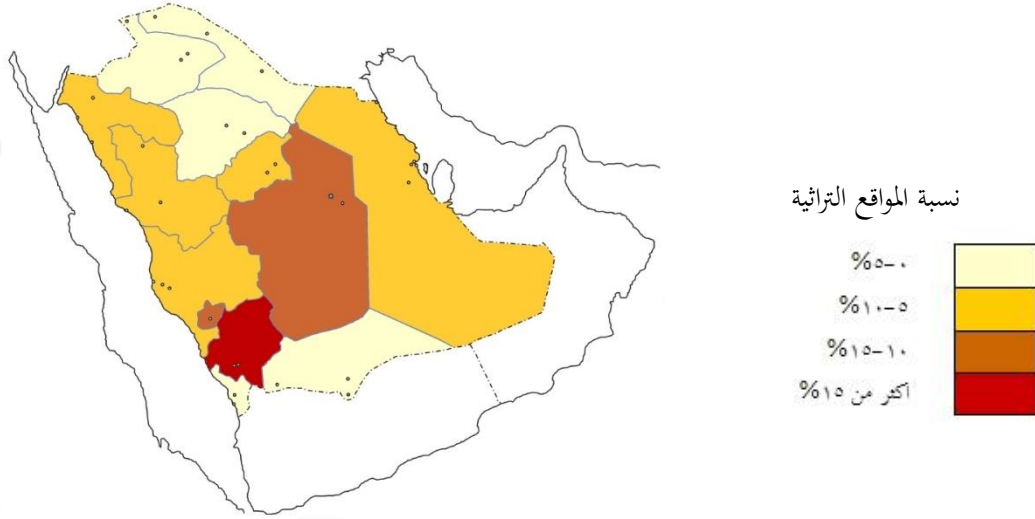 نسبة المواقع التراثية
٠-٥%
٥-١٠%
١٠-١٥%
أكثر من ١٥%